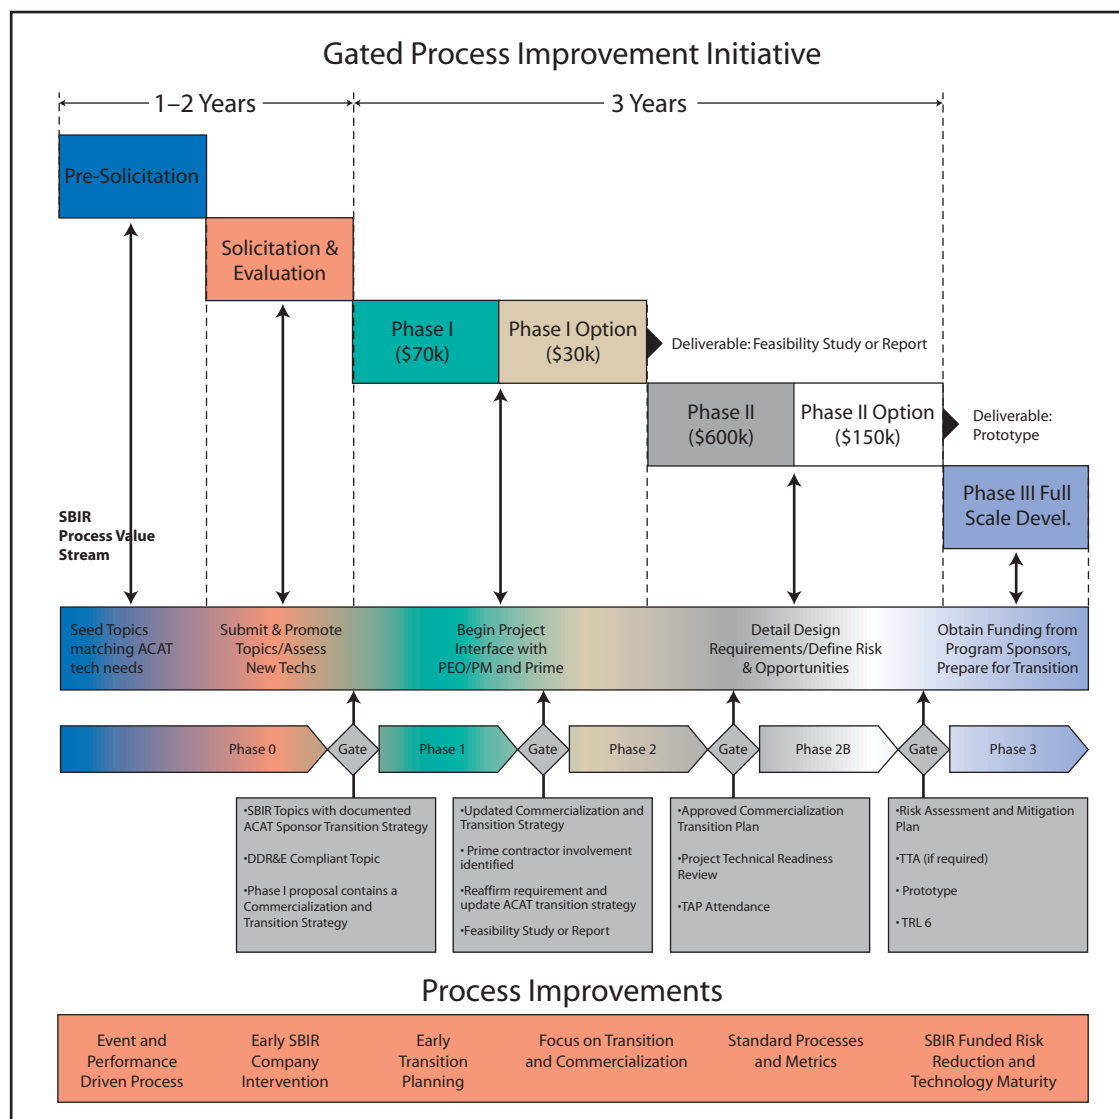 Gated Process Improvement Initiative
1–2 Years
3 Years
Pre-Solicitation
Solicitation &
Evaluation
Phase I
($70k)
Phase I Option
($30k)
Deliverable: Feasibility Study or Report
Phase II
($600k)
Phase II Option
($150k)
Deliverable:
Prototype
Phase III Full
Scale Devel.
SBIR
Process Value
Stream
Seed Topics
matching ACAT
tech needs
Submit & Promote
Topics/Assess
New Techs
Begin Project
Interface with
PEO/PM and Prime
Detail Design
Requirements/Define Risk
& Opportunities
Obtain Funding from
Program Sponsors,
Prepare for Transition
Phase 0
Gate
Phase 1
Gate
Phase 2
Gate
Phase 2B
Gate
Phase 3
•SBIR Topics with documented
ACAT Sponsor Transition Strategy
•DDR&E Compliant Topic
•Phase I proposal contains a
Commercialization and
Transition Strategy
•Updated Commercialization and
Transition Strategy
• Prime contractor involvement
identified
•Reaffirm requirement and
update ACAT transition strategy
•Feasibility Study or Report
•Approved Commercialization
Transition Plan
•Project Technical Readiness
Review
•TAP Attendance
•Risk Assessment and Mitigation
Plan
•TTA (if required)
• Prototype
•TRL 6
Process Improvements
Event and
Performance
Driven Process
Early SBIR
Company
Intervention
Early
Transition
Planning
Focus on Transition
and Commercialization
Standard Processes
and Metrics
SBIR Funded Risk
Reduction and
Technology Maturity